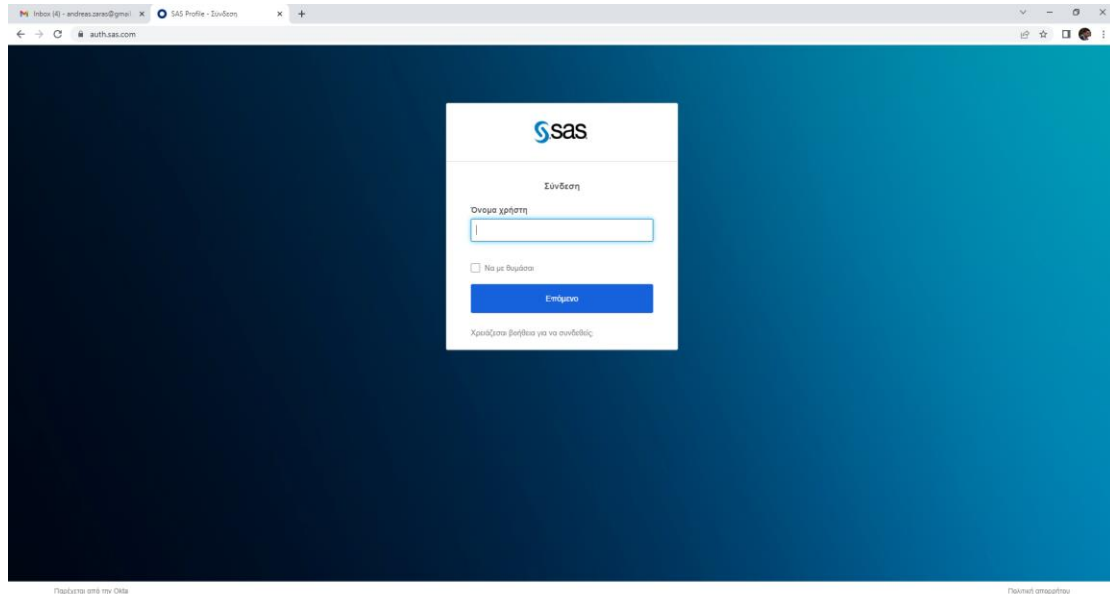 Inbox (4) - andreas.zaras@gmail
SAS Profile - Σύνδεση
auth.sas.com
sas
Σύνδεση
Όνομα χρήστη
Να με θυμάσαι
Επόμενο
Χρειάζεσαι βοήθεια για να συνδεθείς;
Παρέχεται από την Okta
Πολιτική απορρήτου